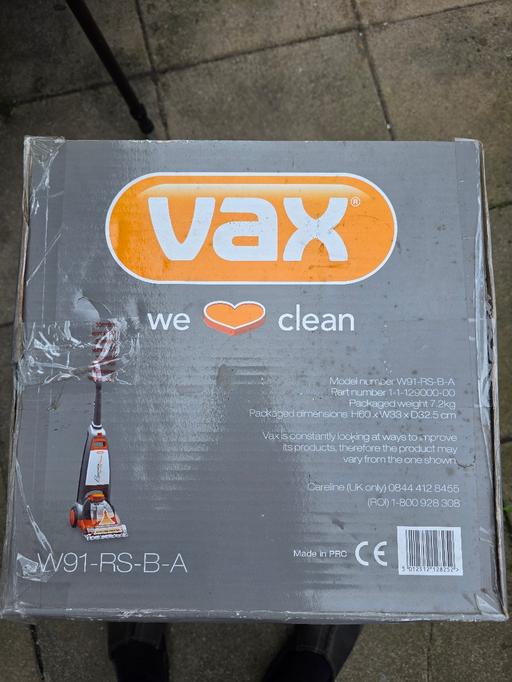 vax®
we clean
Model number W91-RS-B-A
Part number 1-1-129000-00
Packaged weight 7.2kg
Packaged dimensions H60 x W33 x D32.5 cm
Vax is constantly looking at ways to improve
its products, therefore the product may
vary from the one shown.
Careline (UK only) 0844 412 8455
(ROI) 1-800 928 308
W91-RS-B-A
Made in PRC CE
5 012512 128252 >